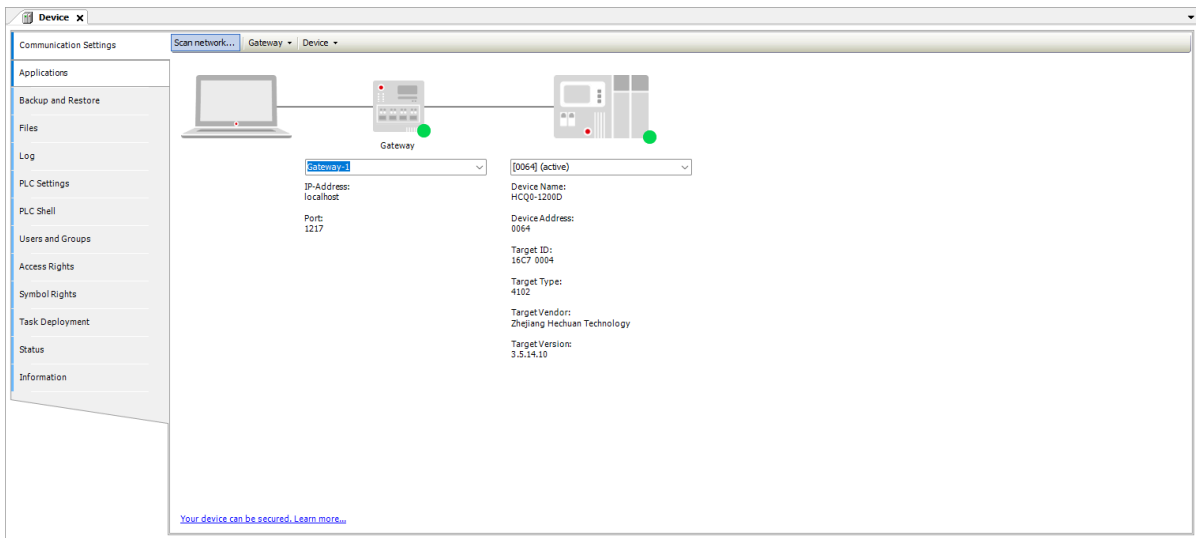 Device
Communication Settings
Applications
Backup and Restore
Files
Log
PLC Settings
PLC Shell
Users and Groups
Access Rights
Symbol Rights
Task Deployment
Status
Information
Scan network...
Gateway
Device
Gateway
Gateway-1
IP-Address:
localhost
Port:
1217
[0064] (active)
Device Name:
HCQ0-1200D
Device Address:
0064
Target ID:
16C7 0004
Target Type:
4102
Target Vendor:
Zhejiang Hechuan Technology
Target Version:
3.5.14.10
Your device can be secured. Learn more...